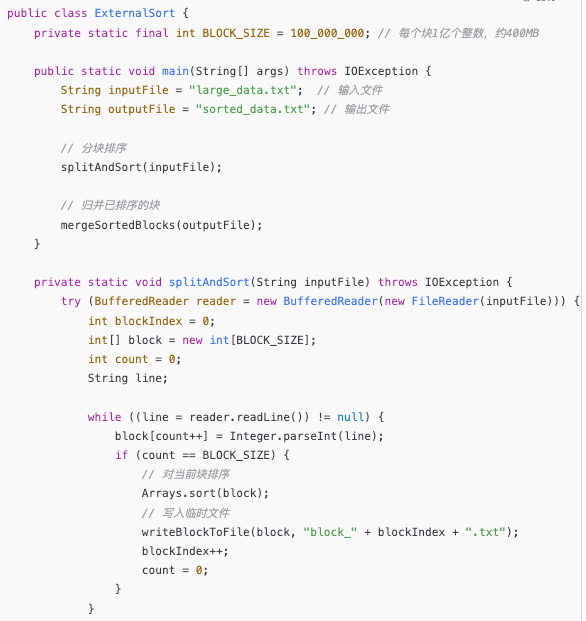 public class ExternalSort {
    private static final int BLOCK_SIZE = 100_000_000; // 每个块1亿个整数，约400MB

    public static void main(String[] args) throws IOException {
        String inputFile = "large_data.txt";  // 输入文件
        String outputFile = "sorted_data.txt"; // 输出文件

        // 分块排序
        splitAndSort(inputFile);

        // 归并已排序的块
        mergeSortedBlocks(outputFile);
    }

    private static void splitAndSort(String inputFile) throws IOException {
        try (BufferedReader reader = new BufferedReader(new FileReader(inputFile))) {
            int blockIndex = 0;
            int[] block = new int[BLOCK_SIZE];
            int count = 0;
            String line;

            while ((line = reader.readLine()) != null) {
                block[count++] = Integer.parseInt(line);
                if (count == BLOCK_SIZE) {
                    // 对当前块排序
                    Arrays.sort(block);
                    // 写入临时文件
                    writeBlockToFile(block, "block_" + blockIndex + ".txt");
                    blockIndex++;
                    count = 0;
                }
            }